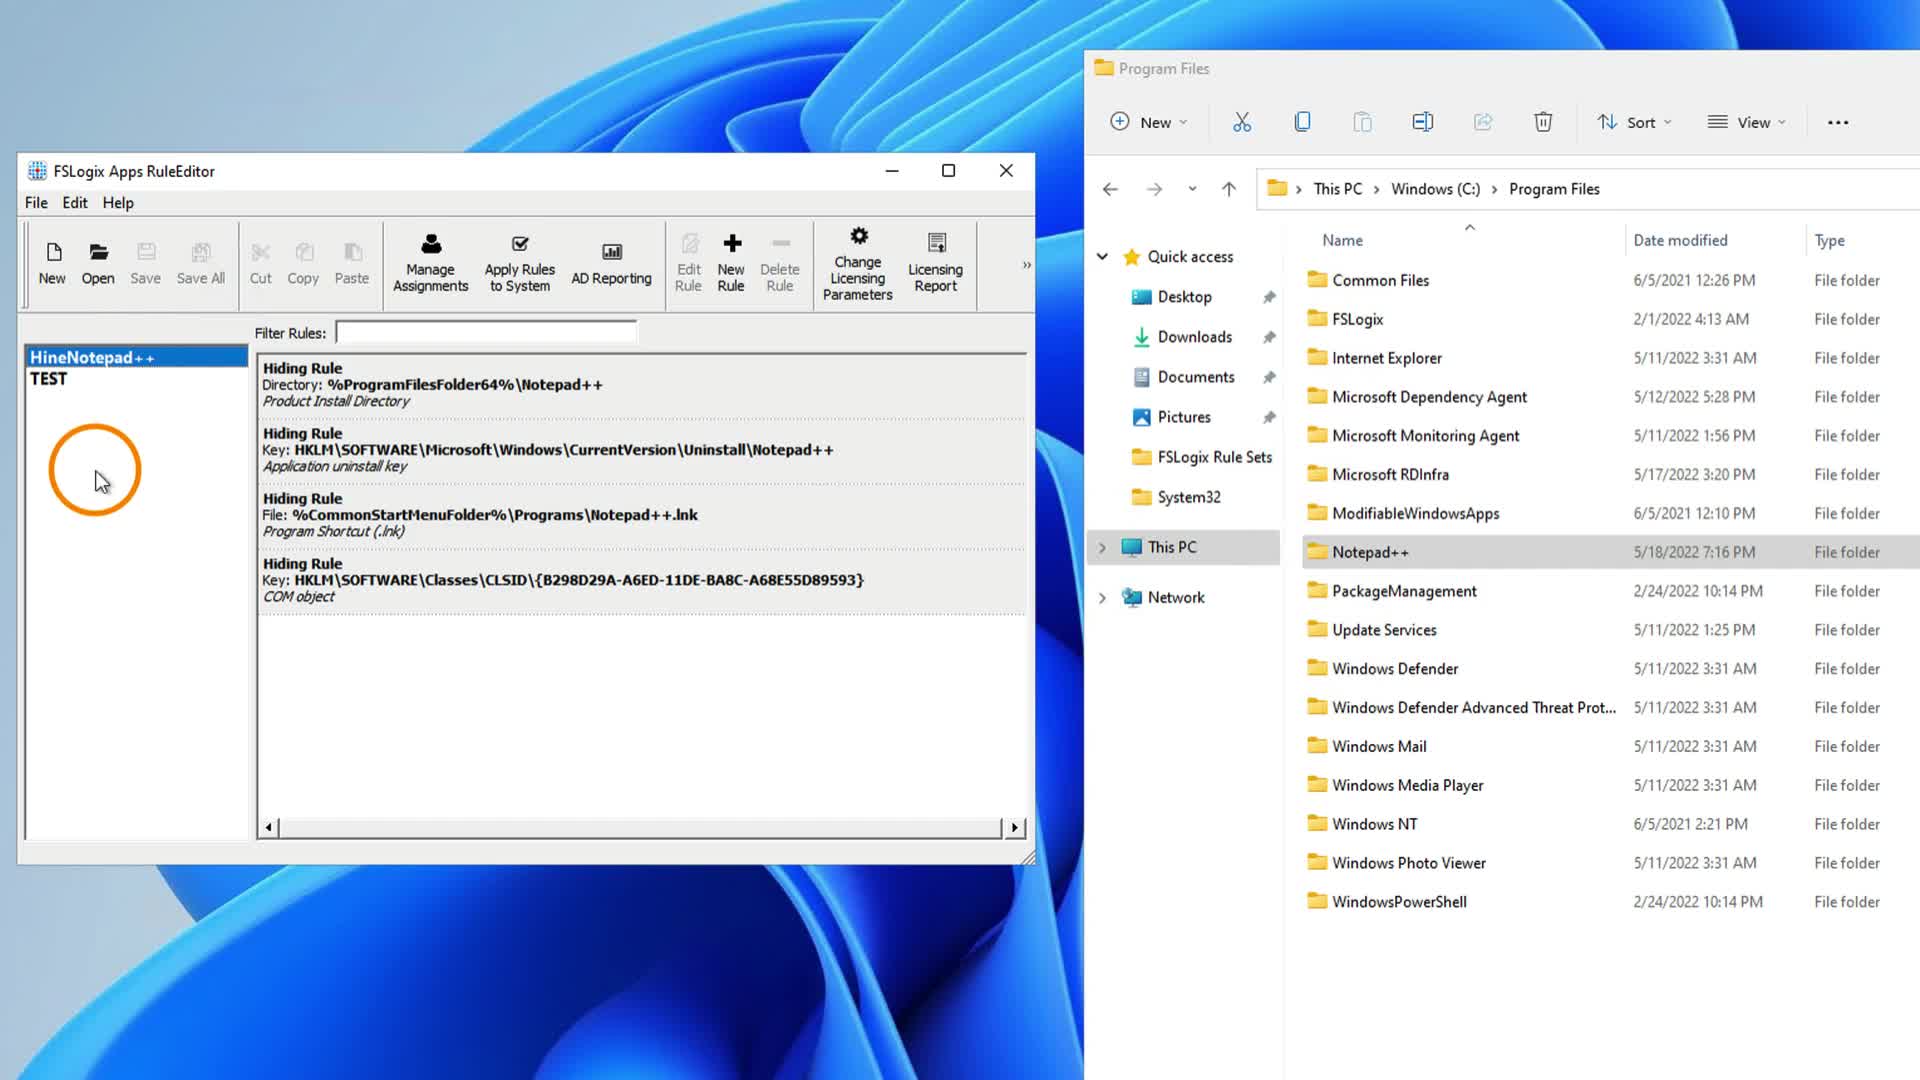 FSLogix Apps RuleEditor
File Edit Help
New Open Save Save All Cut Copy Paste
Manage Assignments
Apply Rules to System
AD Reporting
Edit Rule
New Rule
Delete Rule
Change Licensing Parameters
Licensing Report
»
Filter Rules:
HineNotepad++
TEST
Hiding Rule
Directory: %ProgramFilesFolder64%\Notepad++
Product Install Directory
Hiding Rule
Key: HKLM\SOFTWARE\Microsoft\Windows\CurrentVersion\Uninstall\Notepad++
Application uninstall key
Hiding Rule
File: %CommonStartMenuFolder%\Programs\Notepad++.lnk
Program Shortcut (.lnk)
Hiding Rule
Key: HKLM\SOFTWARE\Classes\CLSID\{B298D29A-A6ED-11DE-BA8C-A68E55D89593}
COM object
Program Files
New Sort View
This PC > Windows (C:) > Program Files
Quick access
Desktop
Downloads
Documents
Pictures
FSLogix Rule Sets
System32
This PC
Network
Name Date modified Type
Common Files 6/5/2021 12:26 PM File folder
FSLogix 2/1/2022 4:13 AM File folder
Internet Explorer 5/11/2022 3:31 AM File folder
Microsoft Dependency Agent 5/12/2022 5:28 PM File folder
Microsoft Monitoring Agent 5/11/2022 1:56 PM File folder
Microsoft RDInfra 5/17/2022 3:20 PM File folder
ModifiableWindowsApps 6/5/2021 12:10 PM File folder
Notepad++ 5/18/2022 7:16 PM File folder
PackageManagement 2/24/2022 10:14 PM File folder
Update Services 5/11/2022 1:25 PM File folder
Windows Defender 5/11/2022 3:31 AM File folder
Windows Defender Advanced Threat Prot... 5/11/2022 3:31 AM File folder
Windows Mail 5/11/2022 3:31 AM File folder
Windows Media Player 5/11/2022 3:31 AM File folder
Windows NT 6/5/2021 2:21 PM File folder
Windows Photo Viewer 5/11/2022 3:31 AM File folder
WindowsPowerShell 2/24/2022 10:14 PM File folder